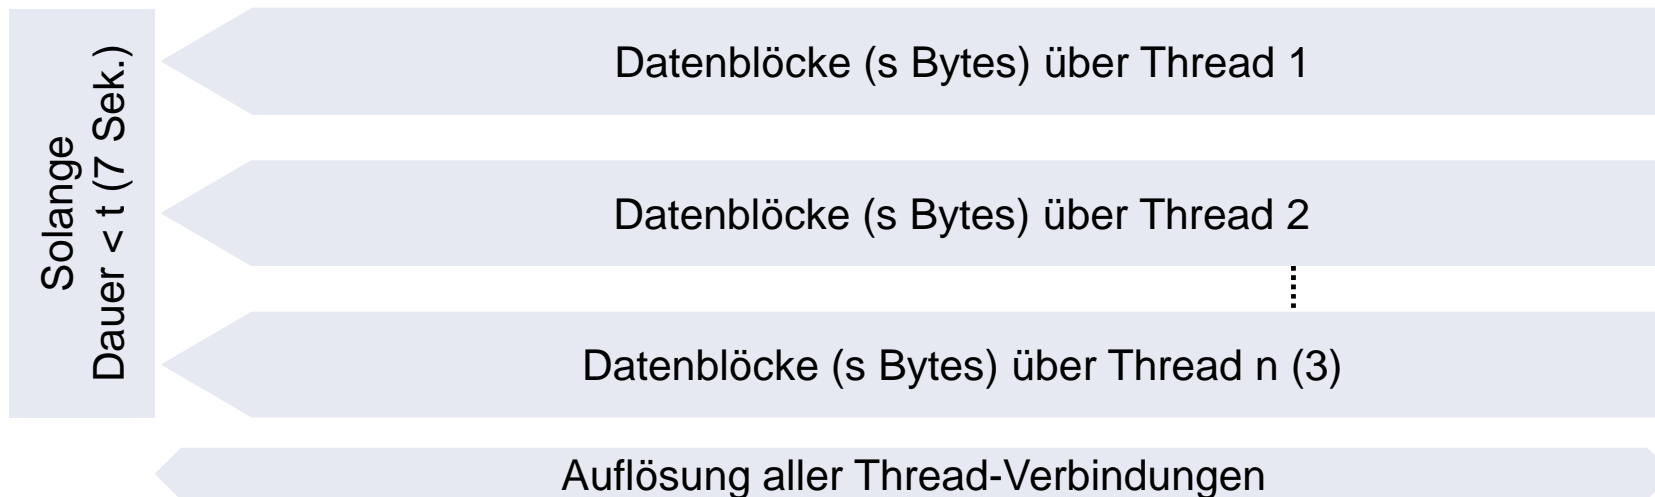 Solange
Dauer < t (7 Sek.)
Datenblöcke (s Bytes) über Thread 1
Datenblöcke (s Bytes) über Thread 2
Datenblöcke (s Bytes) über Thread n (3)
Auflösung aller Thread-Verbindungen